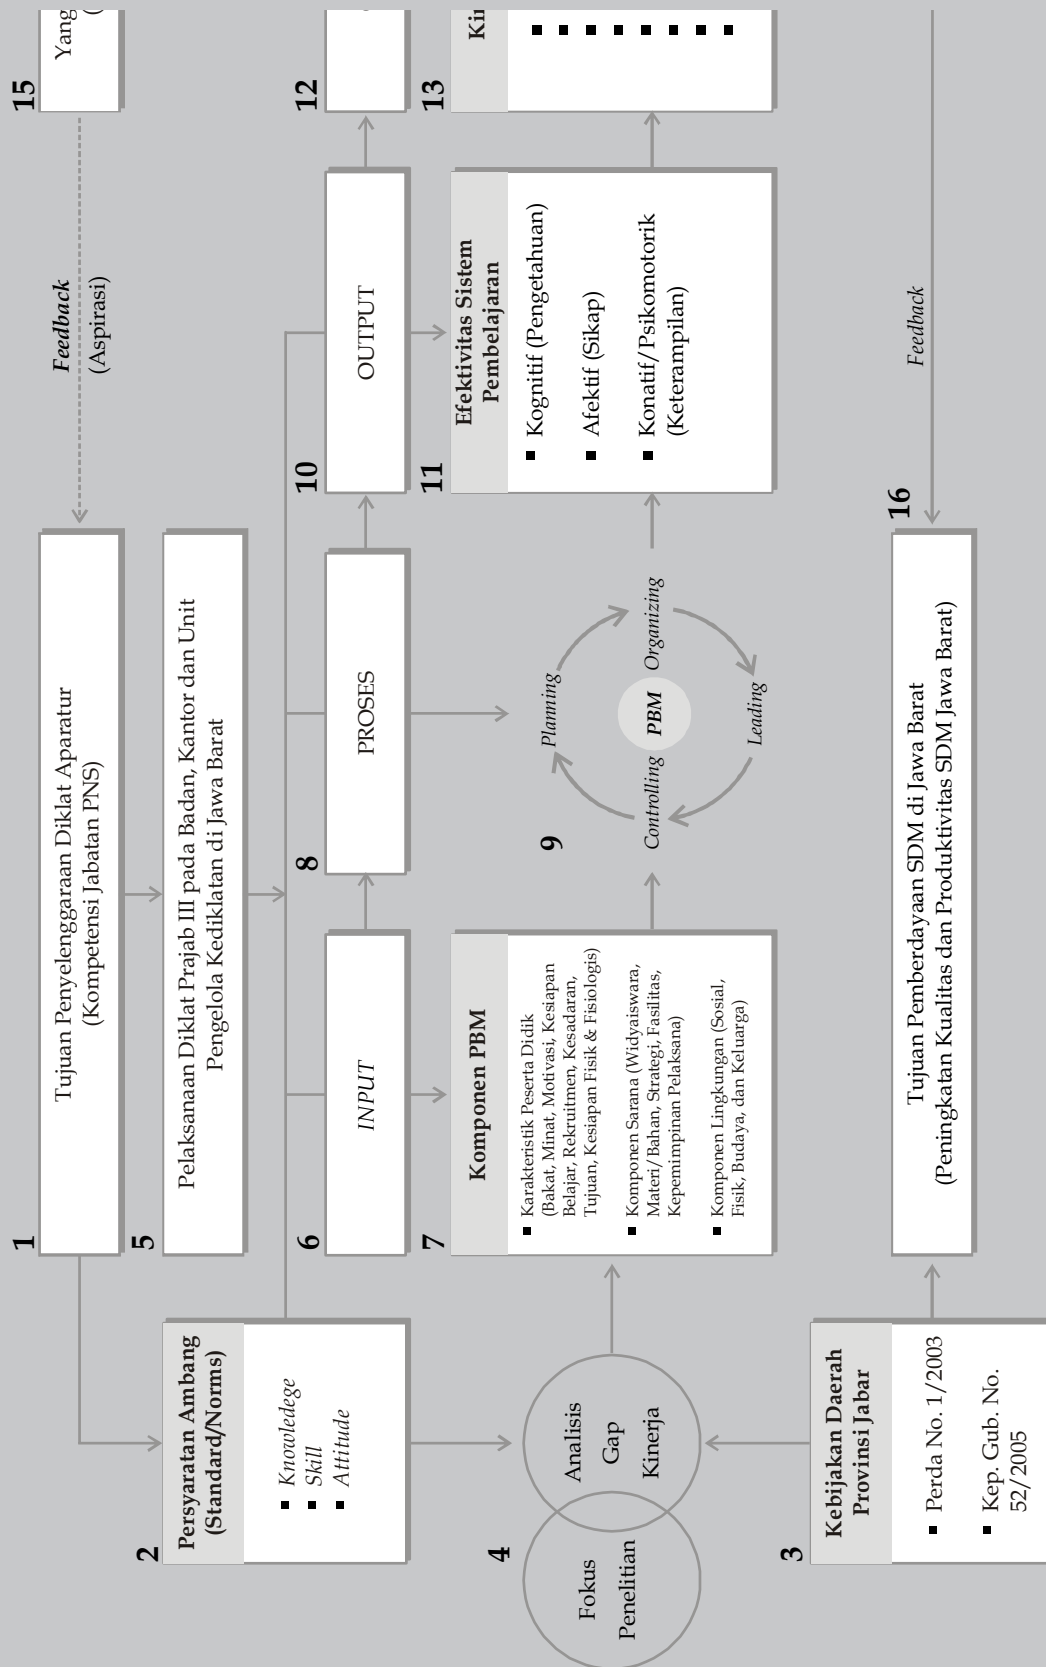 1
Tujuan Penyelenggaraan Diklat Aparatur
(Kompetensi Jabatan PNS)
Feedback
(Aspirasi)
15
Yang
(
2
Persyaratan Ambang
(Standard/Norms)
▪ Knowledege
▪ Skill
▪ Attitude
5
Pelaksanaan Diklat Prajab III pada Badan, Kantor dan Unit
Pengelola Kediklatan di Jawa Barat
6
INPUT
8
PROSES
10
OUTPUT
12
4
Fokus
Penelitian
Analisis
Gap
Kinerja
7
Komponen PBM
▪ Karakteristik Peserta Didik
(Bakat, Minat, Motivasi, Kesiapan
Belajar, Rekruitmen, Kesadaran,
Tujuan, Kesiapan Fisik & Fisiologis)
▪ Komponen Sarana (Widyaiswara,
Materi/Bahan, Strategi, Fasilitas,
Kepemimpinan Pelaksana)
▪ Komponen Lingkungan (Sosial,
Fisik, Budaya, dan Keluarga)
9
Planning
Controlling
PBM
Organizing
Leading
11
Efektivitas Sistem
Pembelajaran
▪ Kognitif (Pengetahuan)
▪ Afektif (Sikap)
▪ Konatif/Psikomotorik
(Keterampilan)
13
3
Kebijakan Daerah
Provinsi Jabar
▪ Perda No. 1/2003
▪ Kep. Gub. No.
52/2005
16
Tujuan Pemberdayaan SDM di Jawa Barat
(Peningkatan Kualitas dan Produktivitas SDM Jawa Barat)
Feedback